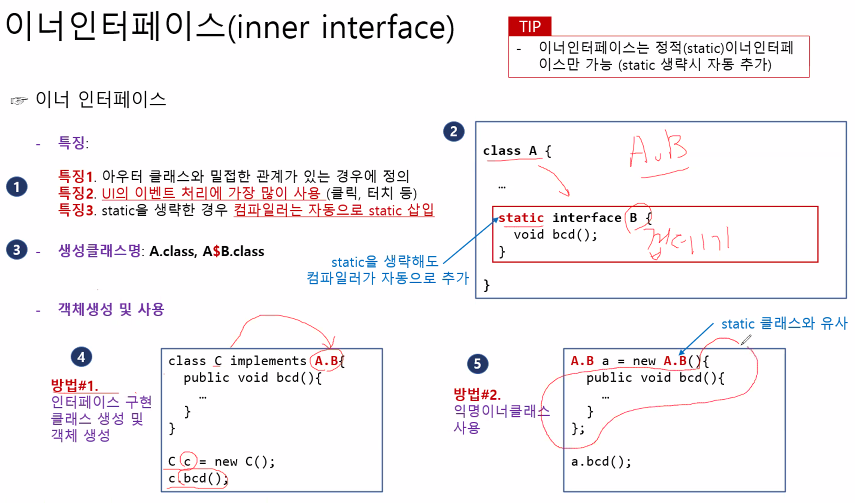 이너인터페이스(inner interface)
TIP
- 이너인터페이스는 정적(static)이너인터페
이스만 가능 (static 생략시 자동 추가)
☞ 이너 인터페이스
- 특징:
1
특징1. 아우터 클래스와 밀접한 관계가 있는 경우에 정의
특징2. UI의 이벤트 처리에 가장 많이 사용 (클릭, 터치 등)
특징3. static을 생략한 경우 컴파일러는 자동으로 static 삽입
2
class A {
A.B
…
static interface B {
void bcd();
}
}
static을 생략해도
컴파일러가 자동으로 추가
3
- 생성클래스명: A.class, A$B.class
- 객체생성 및 사용
4
방법#1.
인터페이스 구현
클래스 생성 및
객체 생성
class C implements A.B{
public void bcd(){
…
}
}
C c = new C();
c.bcd();
static 클래스와 유사
5
방법#2.
익명이너클래스
사용
A.B a = new A.B(){
public void bcd(){
…
}
};
a.bcd();